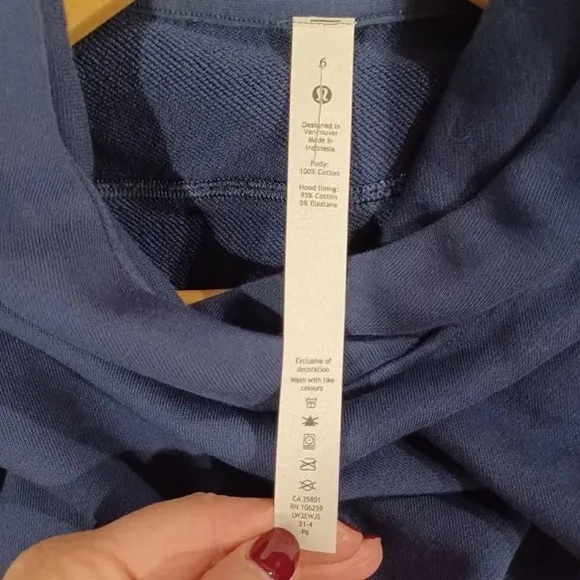 6
Designed in
Vancouver
Made in
Indonesia
Body:
100% Cotton
Hood lining:
95% Cotton
5% Elastane
Exclusive of
decoration
Wash with like
colours
CA 35801
RN 106259
LW3EWJS
21-4
P6